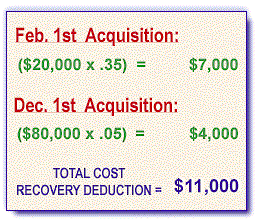 Feb. 1st Acquisition:
($20,000 x .35) = $7,000
Dec. 1st Acquisition:
($80,000 x .05) = $4,000
TOTAL COST
RECOVERY DEDUCTION = $11,000